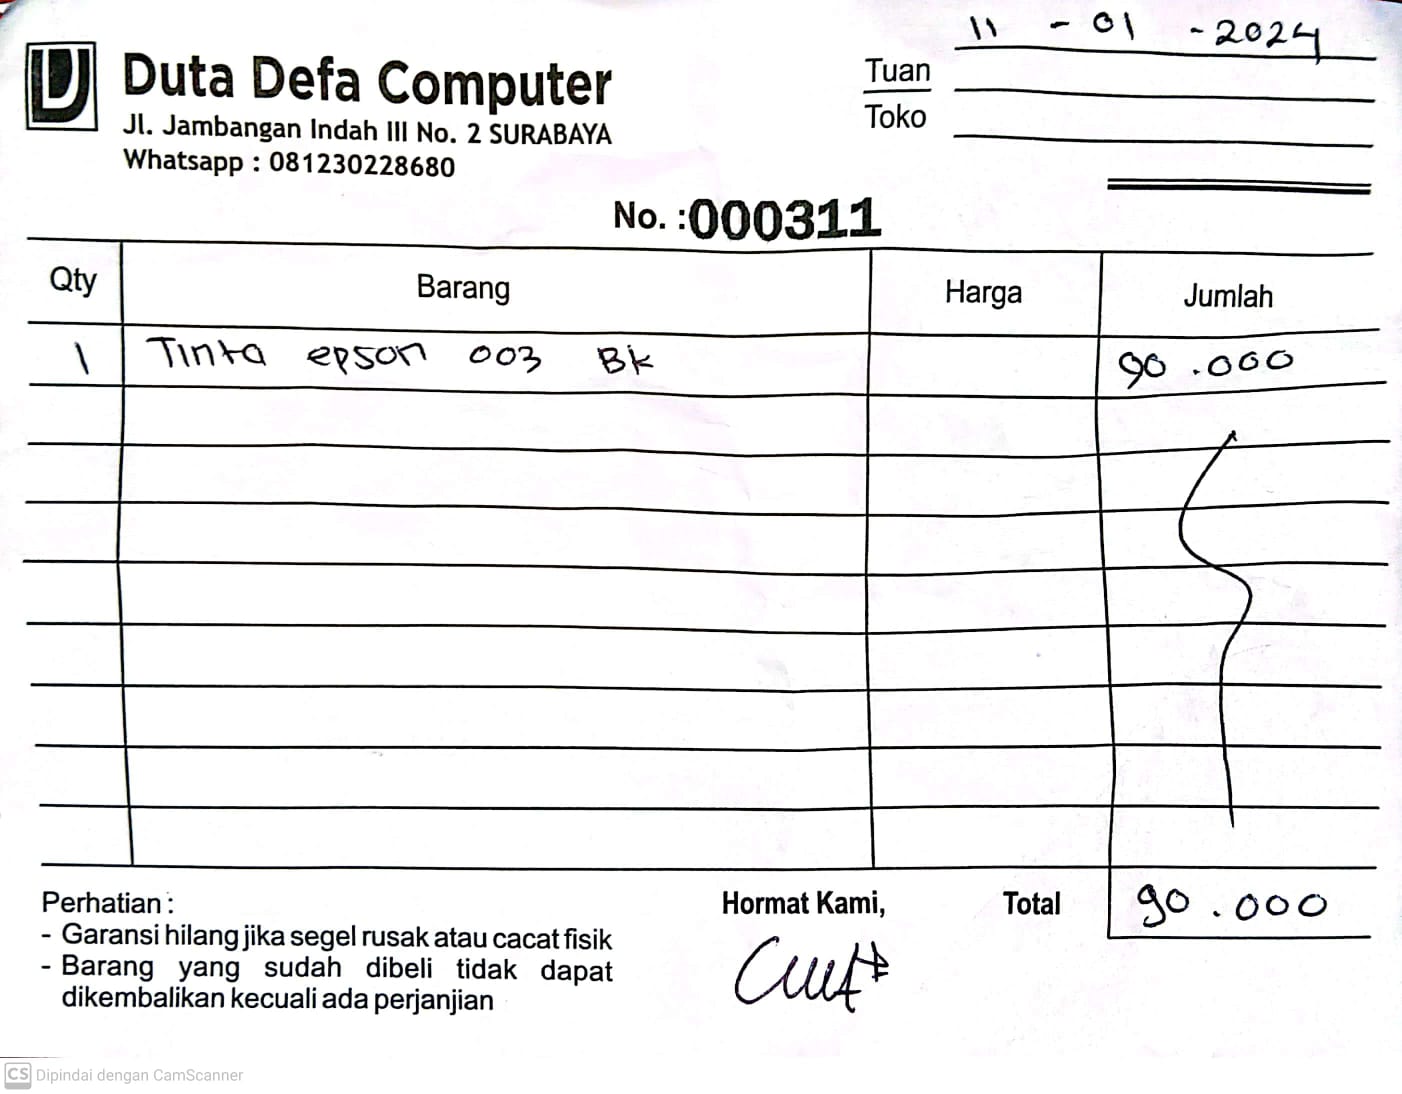 11 - 01 - 2024
Duta Defa Computer
Jl. Jambangan Indah III No. 2 SURABAYA
Whatsapp : 081230228680
Tuan
Toko
No. :000311
Qty Barang Harga Jumlah
1 Tinta epson 003 Bk 90.000
Perhatian :
- Garansi hilang jika segel rusak atau cacat fisik
- Barang yang sudah dibeli tidak dapat
dikembalikan kecuali ada perjanjian
Hormat Kami,
Total 90.000
CS Dipindai dengan CamScanner